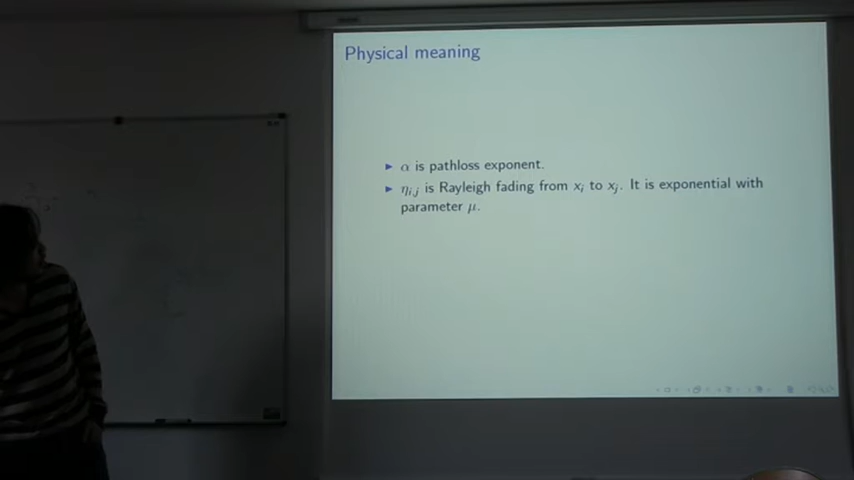 Physical meaning
α is pathloss exponent.
η_{i,j} is Rayleigh fading from x_i to x_j. It is exponential with
parameter μ.